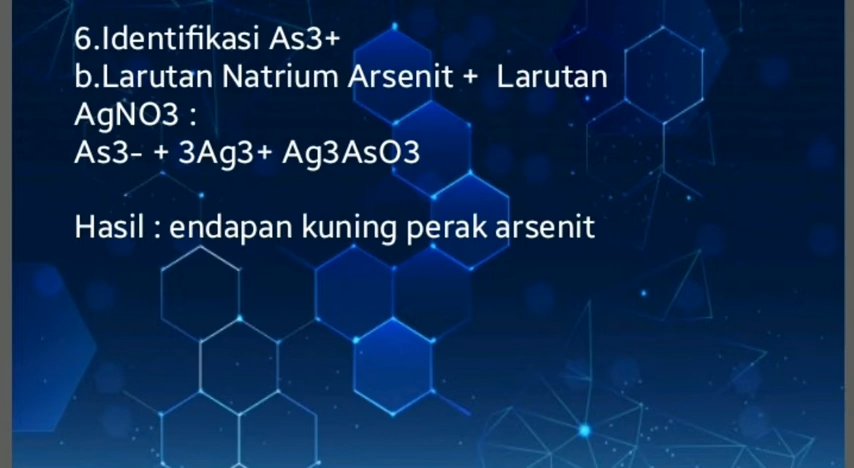 6.Identifikasi As3+
b.Larutan Natrium Arsenit + Larutan
AgNO3 :
As3- + 3Ag3+ Ag3AsO3
Hasil : endapan kuning perak arsenit